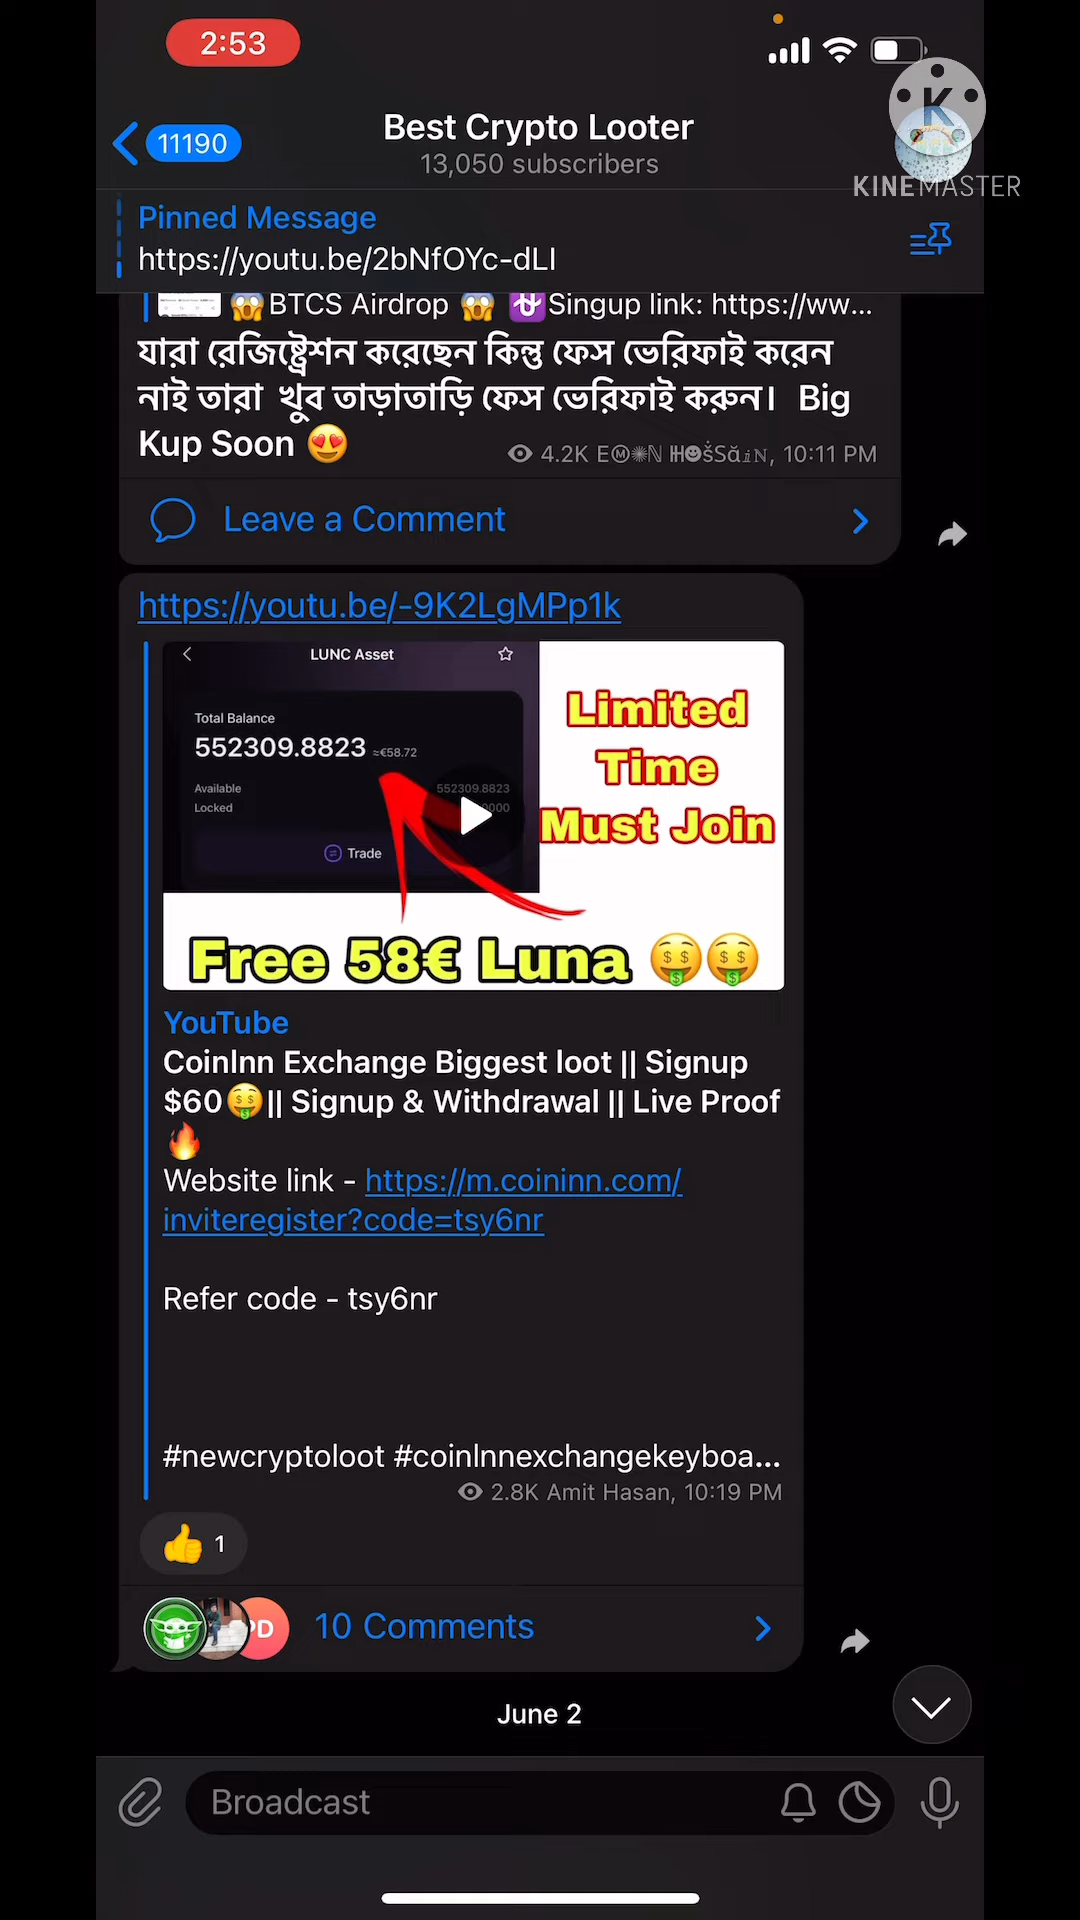 2:53
KINEMASTER
11190
Best Crypto Looter
13,050 subscribers
Pinned Message
https://youtu.be/2bNfOYc-dLI
😱BTCS Airdrop 😱 Singup link: https://ww...
যারা রেজিষ্ট্রেশন করেছেন কিন্তু ফেস ভেরিফাই করেন
নাই তারা খুব তাড়াতাড়ি ফেস ভেরিফাই করুন। Big
Kup Soon 😍
4.2K EⓂ✺ℕ HO͏šSăiN, 10:11 PM
Leave a Comment
https://youtu.be/-9K2LgMPp1k
LUNC Asset
Total Balance
552309.8823 ≈€58.72
Available 552309.8823
Locked
Trade
Limited
Time
Must Join
Free 58€ Luna 🤑🤑
YouTube
CoinInn Exchange Biggest loot || Signup
$60🤑|| Signup & Withdrawal || Live Proof
🔥
Website link - https://m.coininn.com/
inviteregister?code=tsy6nr
Refer code - tsy6nr
#newcryptoloot #coinInnexchangekeyboa...
2.8K Amit Hasan, 10:19 PM
👍 1
PD
10 Comments
June 2
Broadcast